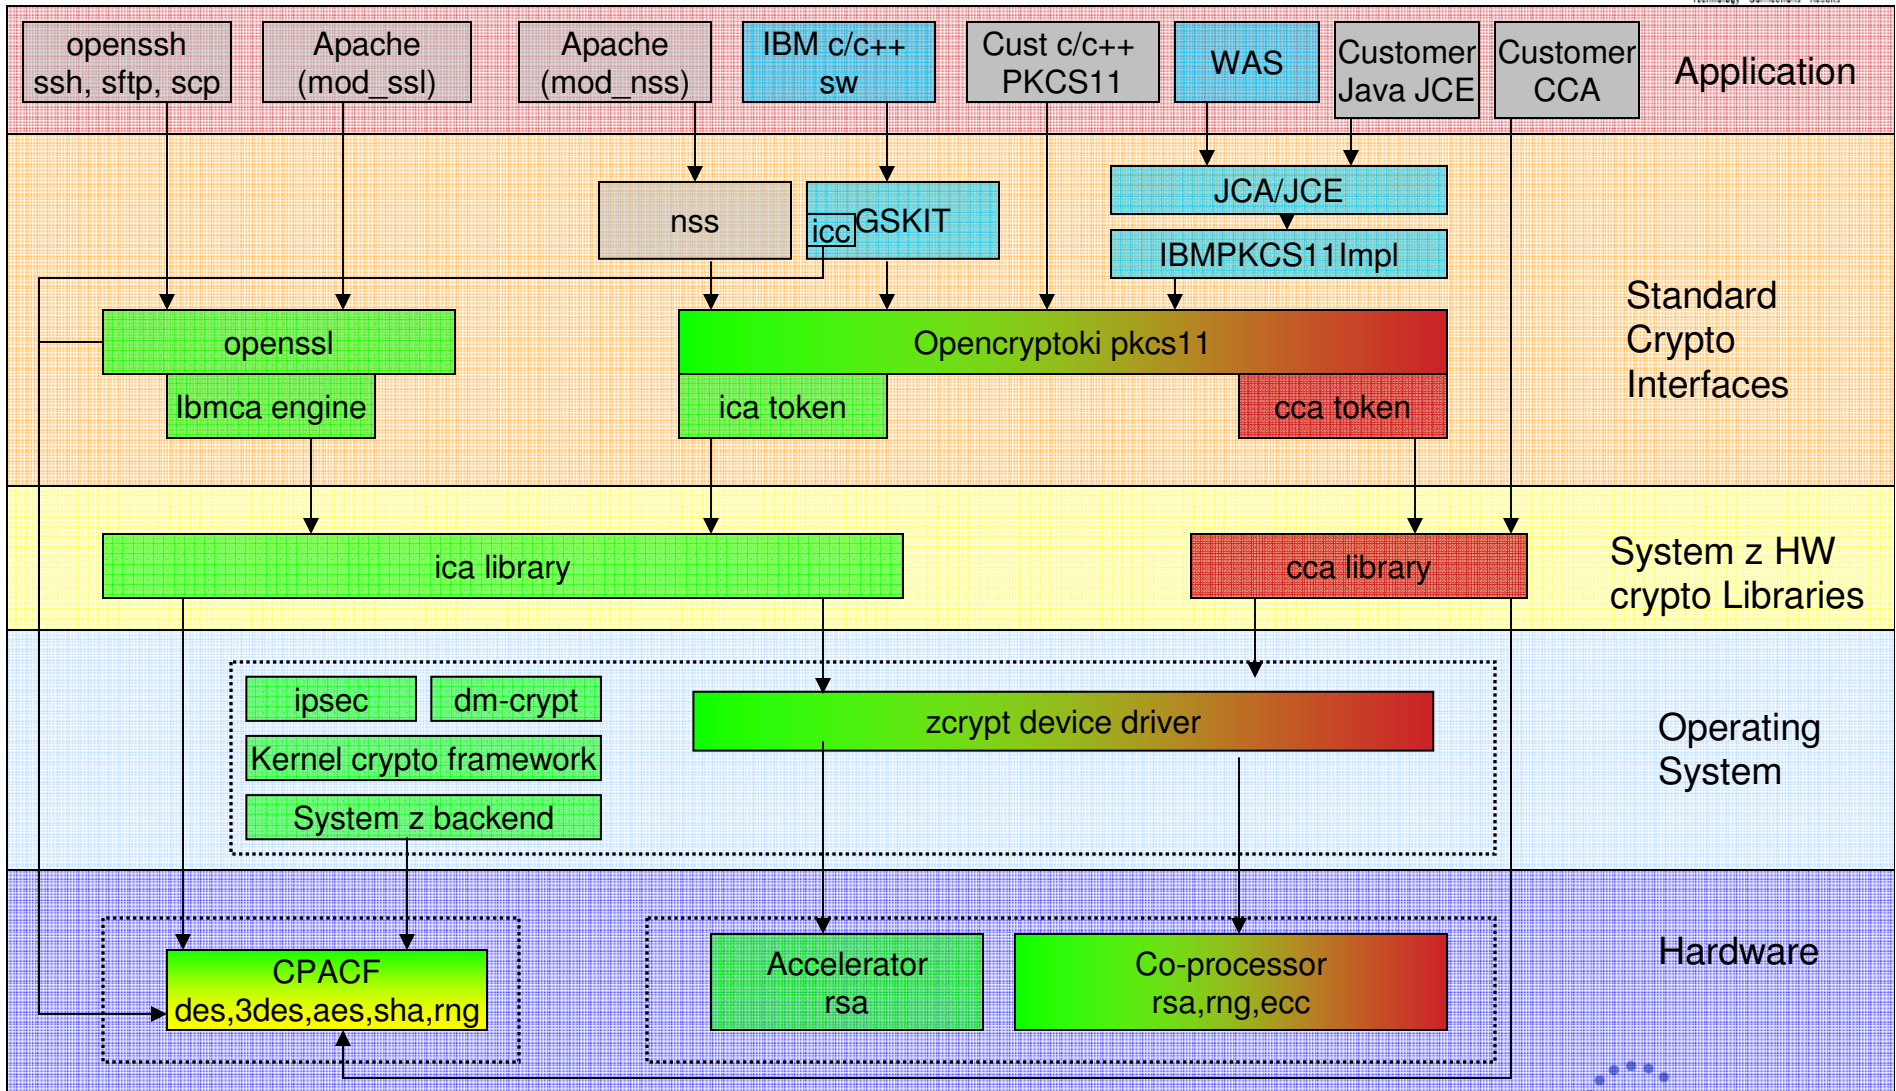 Technology · Connections · Results
openssh
ssh, sftp, scp
Apache
(mod_ssl)
Apache
(mod_nss)
IBM c/c++
sw
Cust c/c++
PKCS11
WAS
Customer
Java JCE
Customer
CCA
Application
nss
icc
GSKIT
JCA/JCE
IBMPKCS11Impl
Standard
Crypto
Interfaces
openssl
Opencryptoki pkcs11
Ibmca engine
ica token
cca token
ica library
cca library
System z HW
crypto Libraries
ipsec
dm-crypt
Kernel crypto framework
System z backend
zcrypt device driver
Operating
System
CPACF
des,3des,aes,sha,rng
Accelerator
rsa
Co-processor
rsa,rng,ecc
Hardware